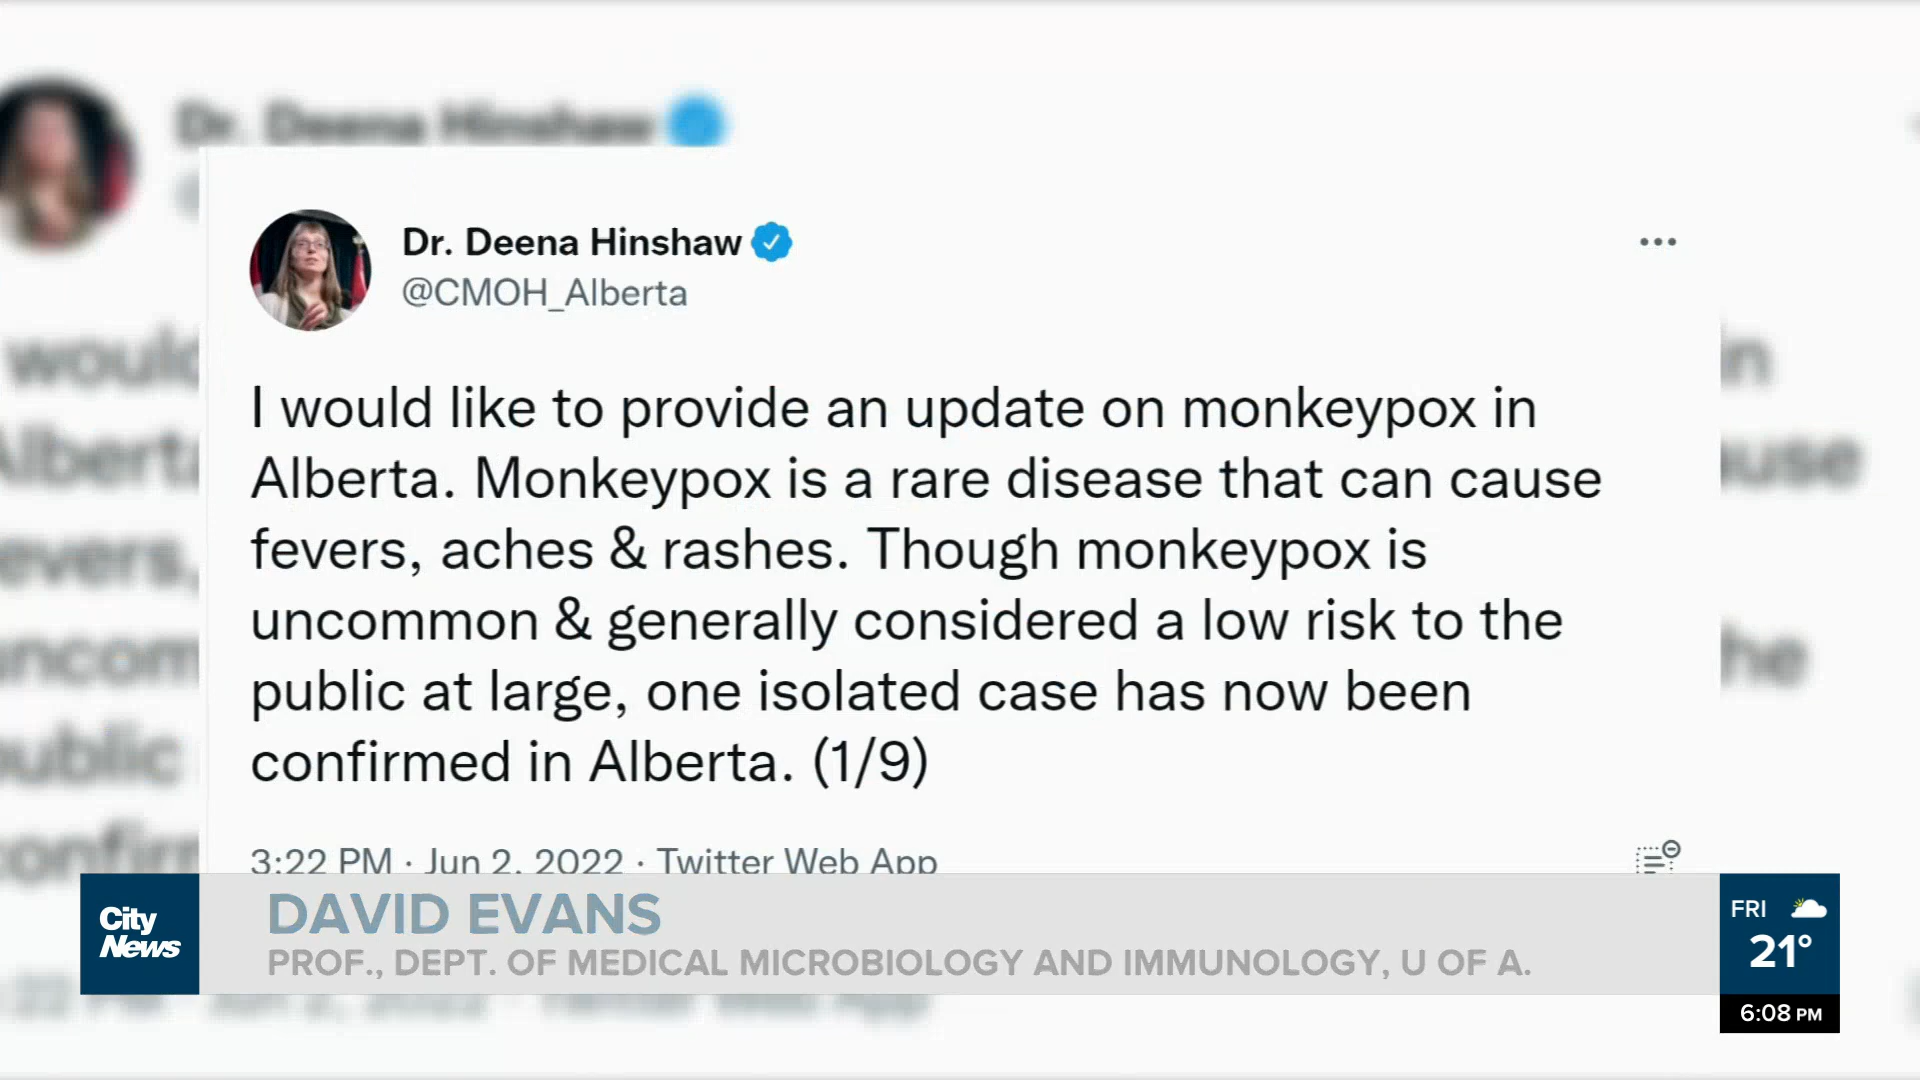 Dr. Deena Hinshaw
Dr. Deena Hinshaw
@CMOH_Alberta
I would like to provide an update on monkeypox in
Alberta. Monkeypox is a rare disease that can cause
fevers, aches & rashes. Though monkeypox is
uncommon & generally considered a low risk to the
public at large, one isolated case has now been
confirmed in Alberta. (1/9)
3:22 PM · Jun 2, 2022 · Twitter Web App
City
News
DAVID EVANS
PROF., DEPT. OF MEDICAL MICROBIOLOGY AND IMMUNOLOGY, U OF A.
FRI
21°
6:08 PM